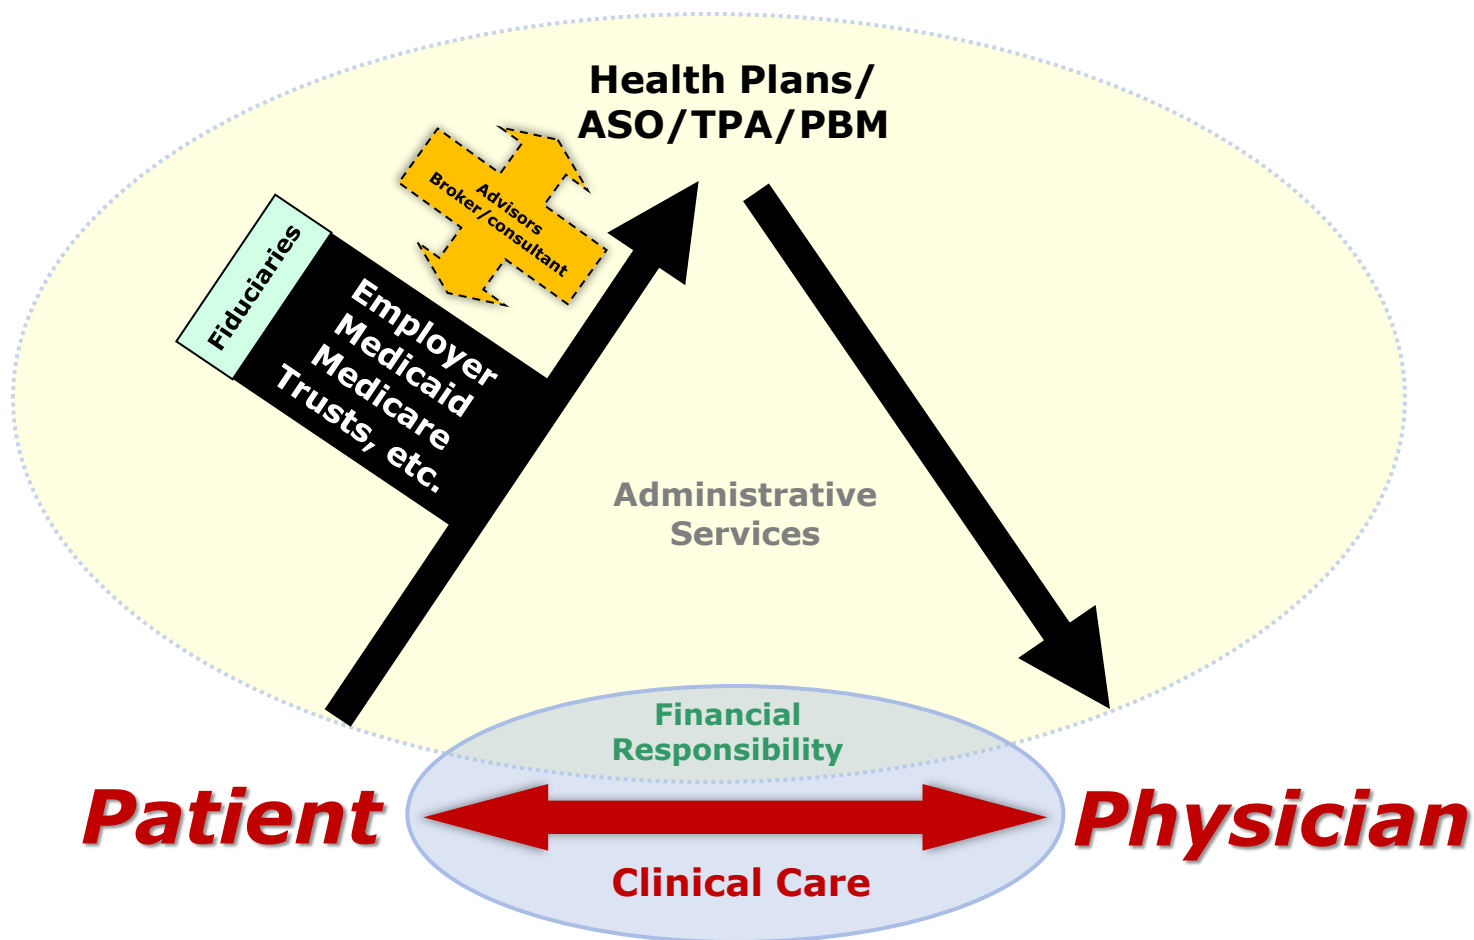 Health Plans/
ASO/TPA/PBM
Advisors
Broker/consultant
Fiduciaries
Employer
Medicaid
Medicare
Trusts, etc.
Administrative
Services
Financial
Responsibility
Patient
Physician
Clinical Care